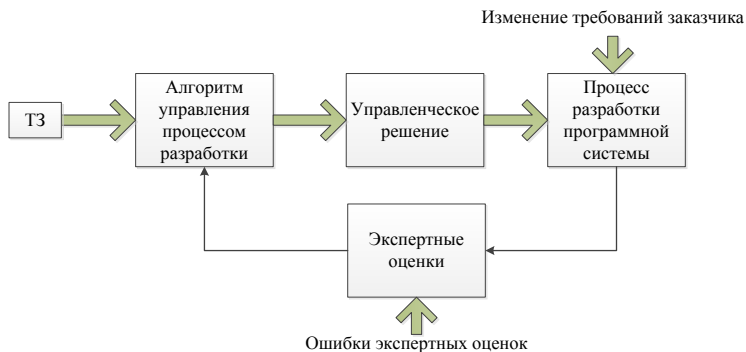 Изменение требований заказчика
ТЗ
Алгоритм
управления
процессом
разработки
Управленческое
решение
Процесс
разработки
программной
системы
Экспертные
оценки
Ошибки экспертных оценок